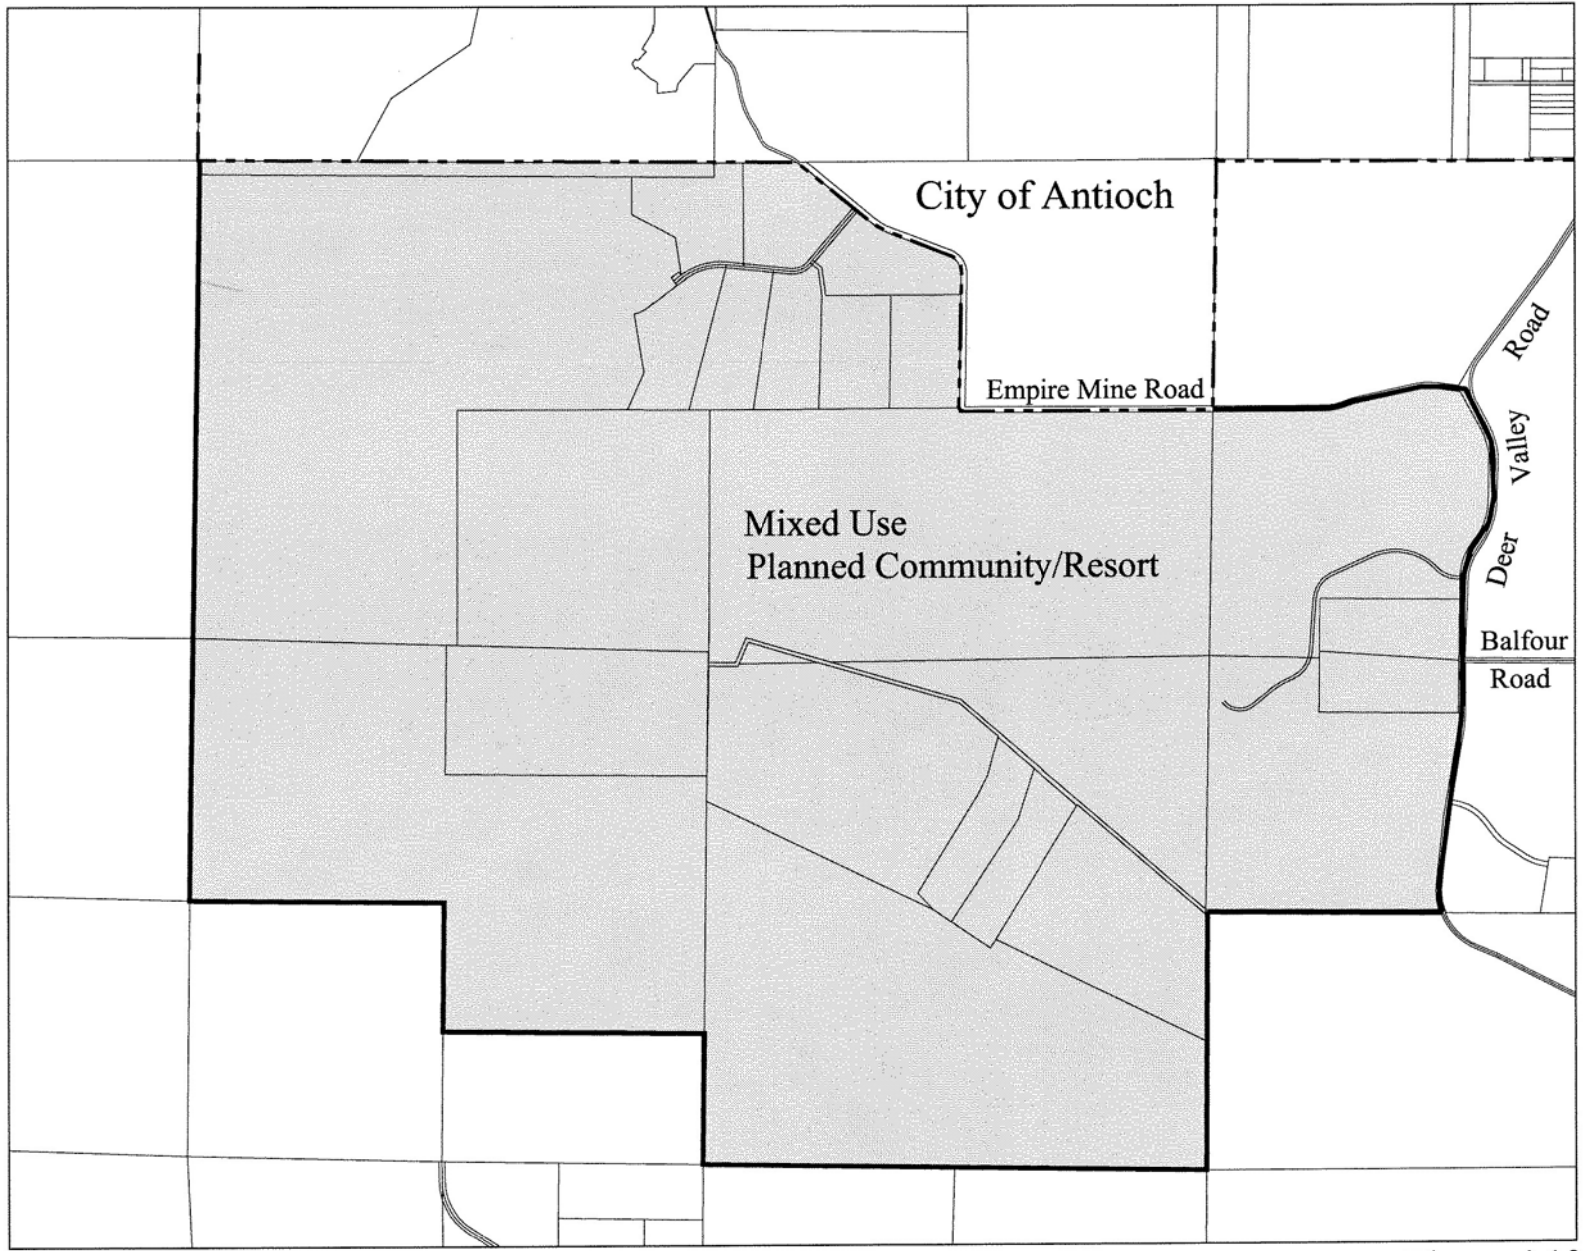 City of Antioch
Road
Empire Mine Road
Valley
Mixed Use
Planned Community/Resort
Deer
Balfour
Road